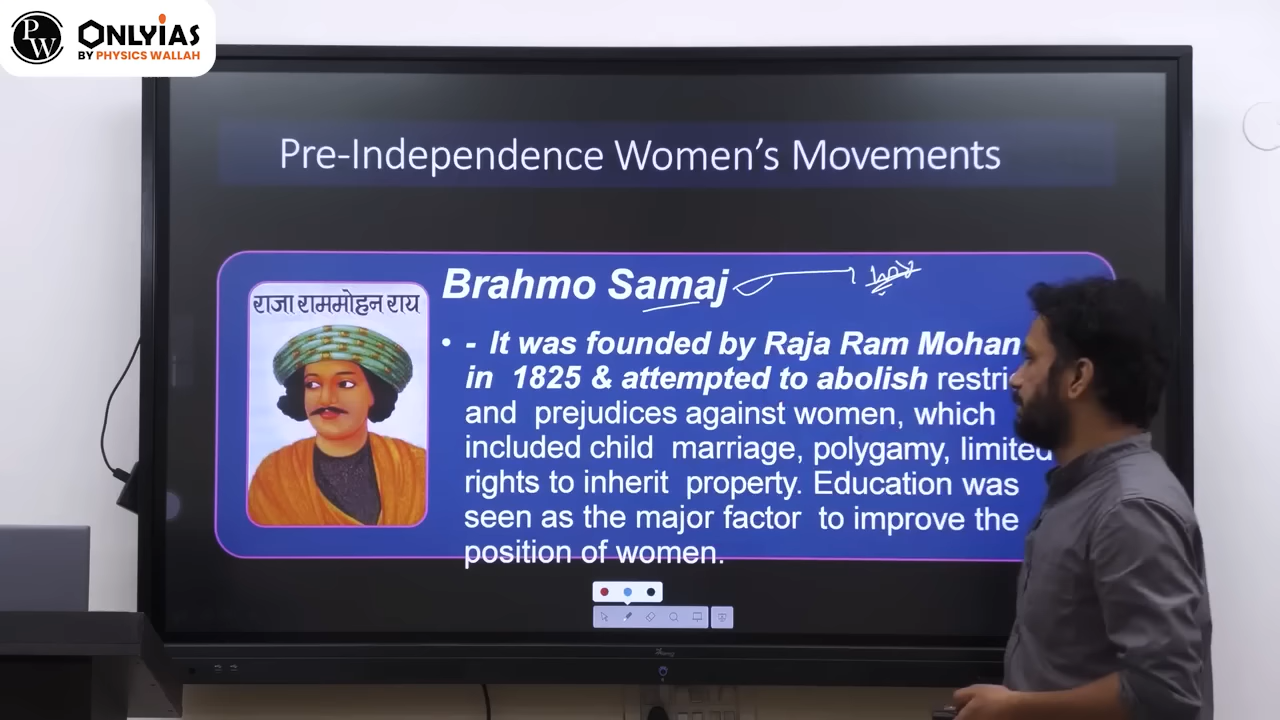 PW ONLYIAS
BY PHYSICS WALLAH
Pre-Independence Women's Movements
Brahmo Samaj
राजा राममोहन राय
• - It was founded by Raja Ram Mohan
in 1825 & attempted to abolish
and prejudices against women, which
included child marriage, polygamy, limited
rights to inherit property. Education was
seen as the major factor to improve the
position of women.